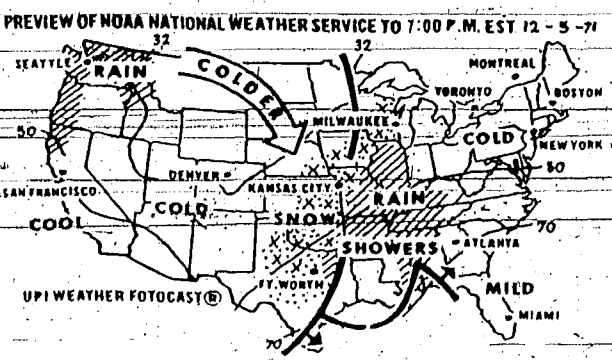 PREVIEW OF NOAA NATIONAL WEATHER SERVICE TO 7:00 P.M. EST 12-5-71
32
32
SEATTLE
RAIN
COLDER
MONTREAL
TORONTO
BOSTON
MILWAUKEE
50
COLD
NEW YORK
50
DENVER
KANSAS CITY
SAN FRANCISCO
RAIN
COLD
COOL
SNOW
70
SHOWERS
ATLANTA
FT. WORTH
MILD
UPI WEATHER FOTOCAST ®
MIAMI
70